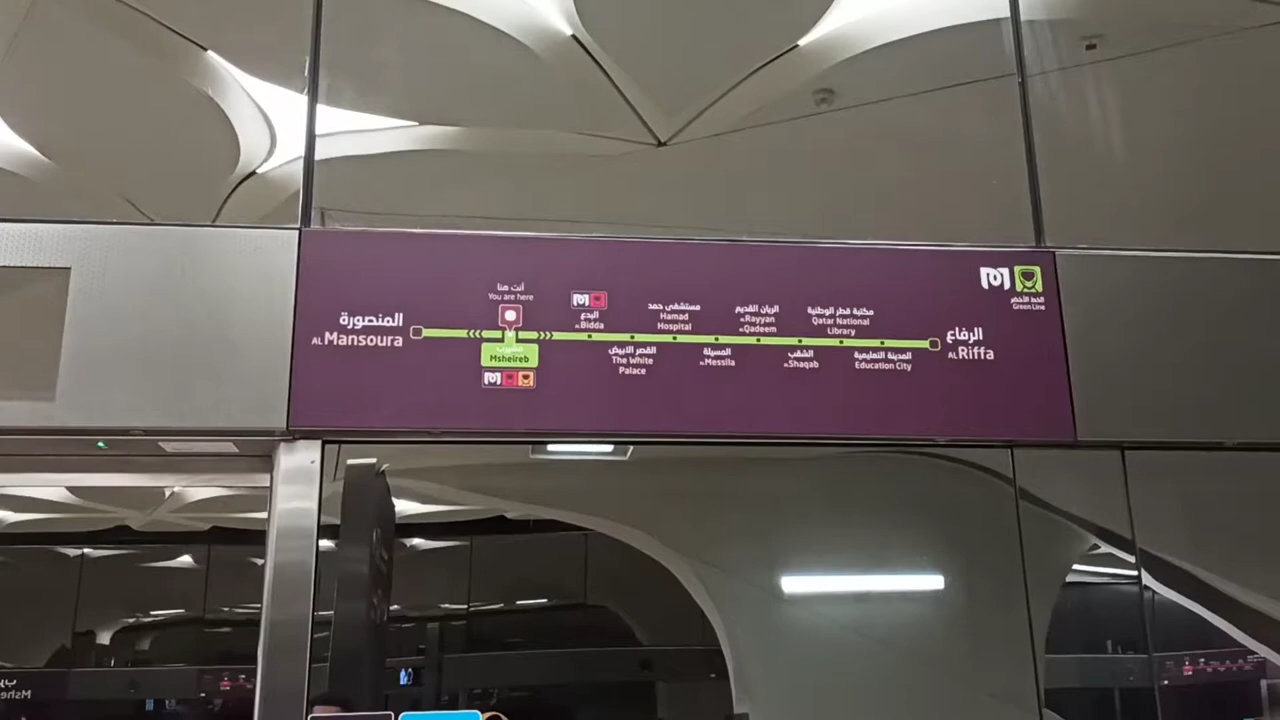 المنصورة
AL Mansoura
أنت هنا
You are here
مشيرب
Msheireb
البدع
AL Bidda
القصر الابيض
The White
Palace
مستشفى حمد
Hamad
Hospital
المسيلة
AL Messila
الريان القديم
AL Rayyan
AL Qadeem
الشقب
AL Shaqab
مكتبة قطر الوطنية
Qatar National
Library
المدينة التعليمية
Education City
الرفاع
AL Riffa
الخط الأخضر
Green Line